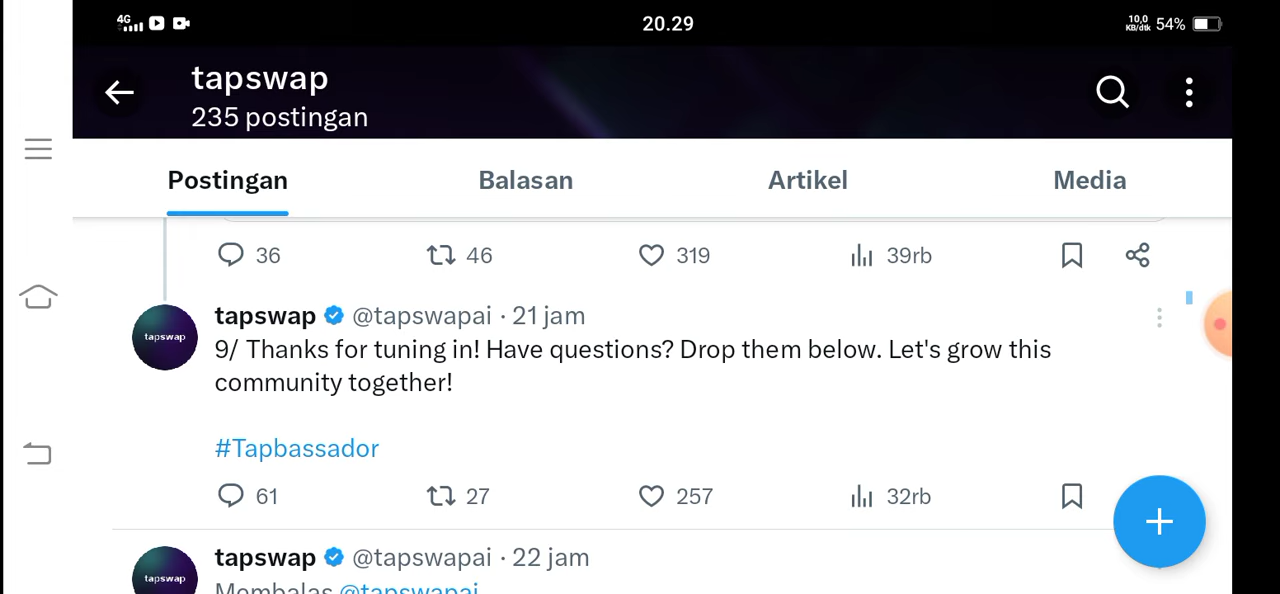 4G 20.29 10,0 KB/dtk 54%
tapswap
235 postingan
Postingan Balasan Artikel Media
36 46 319 39rb
tapswap @tapswapai · 21 jam
tapswap
9/ Thanks for tuning in! Have questions? Drop them below. Let's grow this
community together!
#Tapbassador
61 27 257 32rb
tapswap @tapswapai · 22 jam
tapswap
Membalas @tapswapai